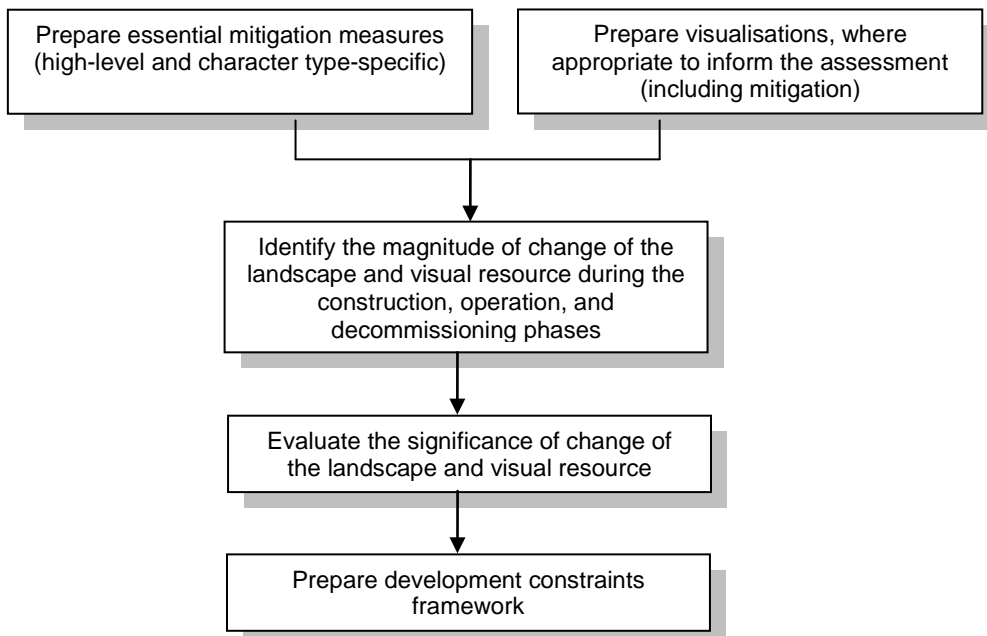 Prepare essential mitigation measures
(high-level and character type-specific)
Prepare visualisations, where
appropriate to inform the assessment
(including mitigation)
Identify the magnitude of change of the
landscape and visual resource during the
construction, operation, and
decommissioning phases
Evaluate the significance of change of
the landscape and visual resource
Prepare development constraints
framework